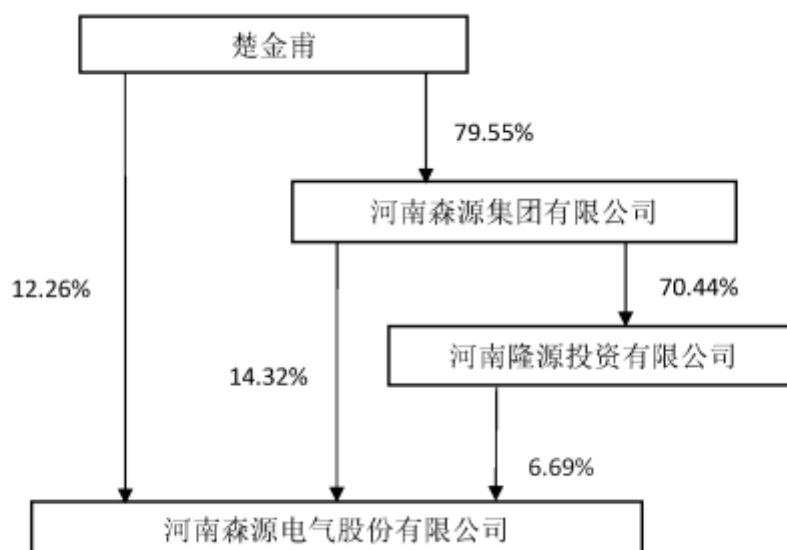 楚金甫
79.55%
河南森源集团有限公司
12.26%
70.44%
河南隆源投资有限公司
14.32%
6.69%
河南森源电气股份有限公司